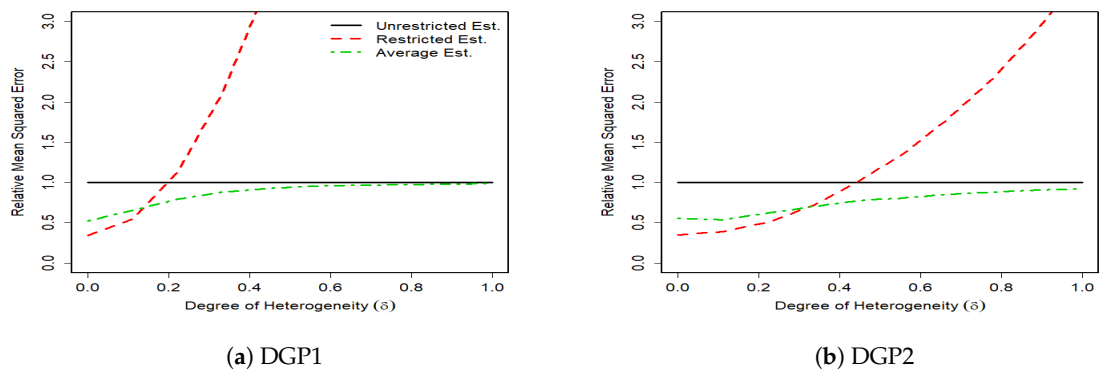 Relative Mean Squared Error
3.0
2.5
2.0
1.5
1.0
0.5
0.0
Unrestricted Est.
Restricted Est.
Average Est.
0.0 0.2 0.4 0.6 0.8 1.0
Degree of Heterogeneity (δ)
(a) DGP1
Relative Mean Squared Error
3.0
2.5
2.0
1.5
1.0
0.5
0.0
0.0 0.2 0.4 0.6 0.8 1.0
Degree of Heterogeneity (δ)
(b) DGP2